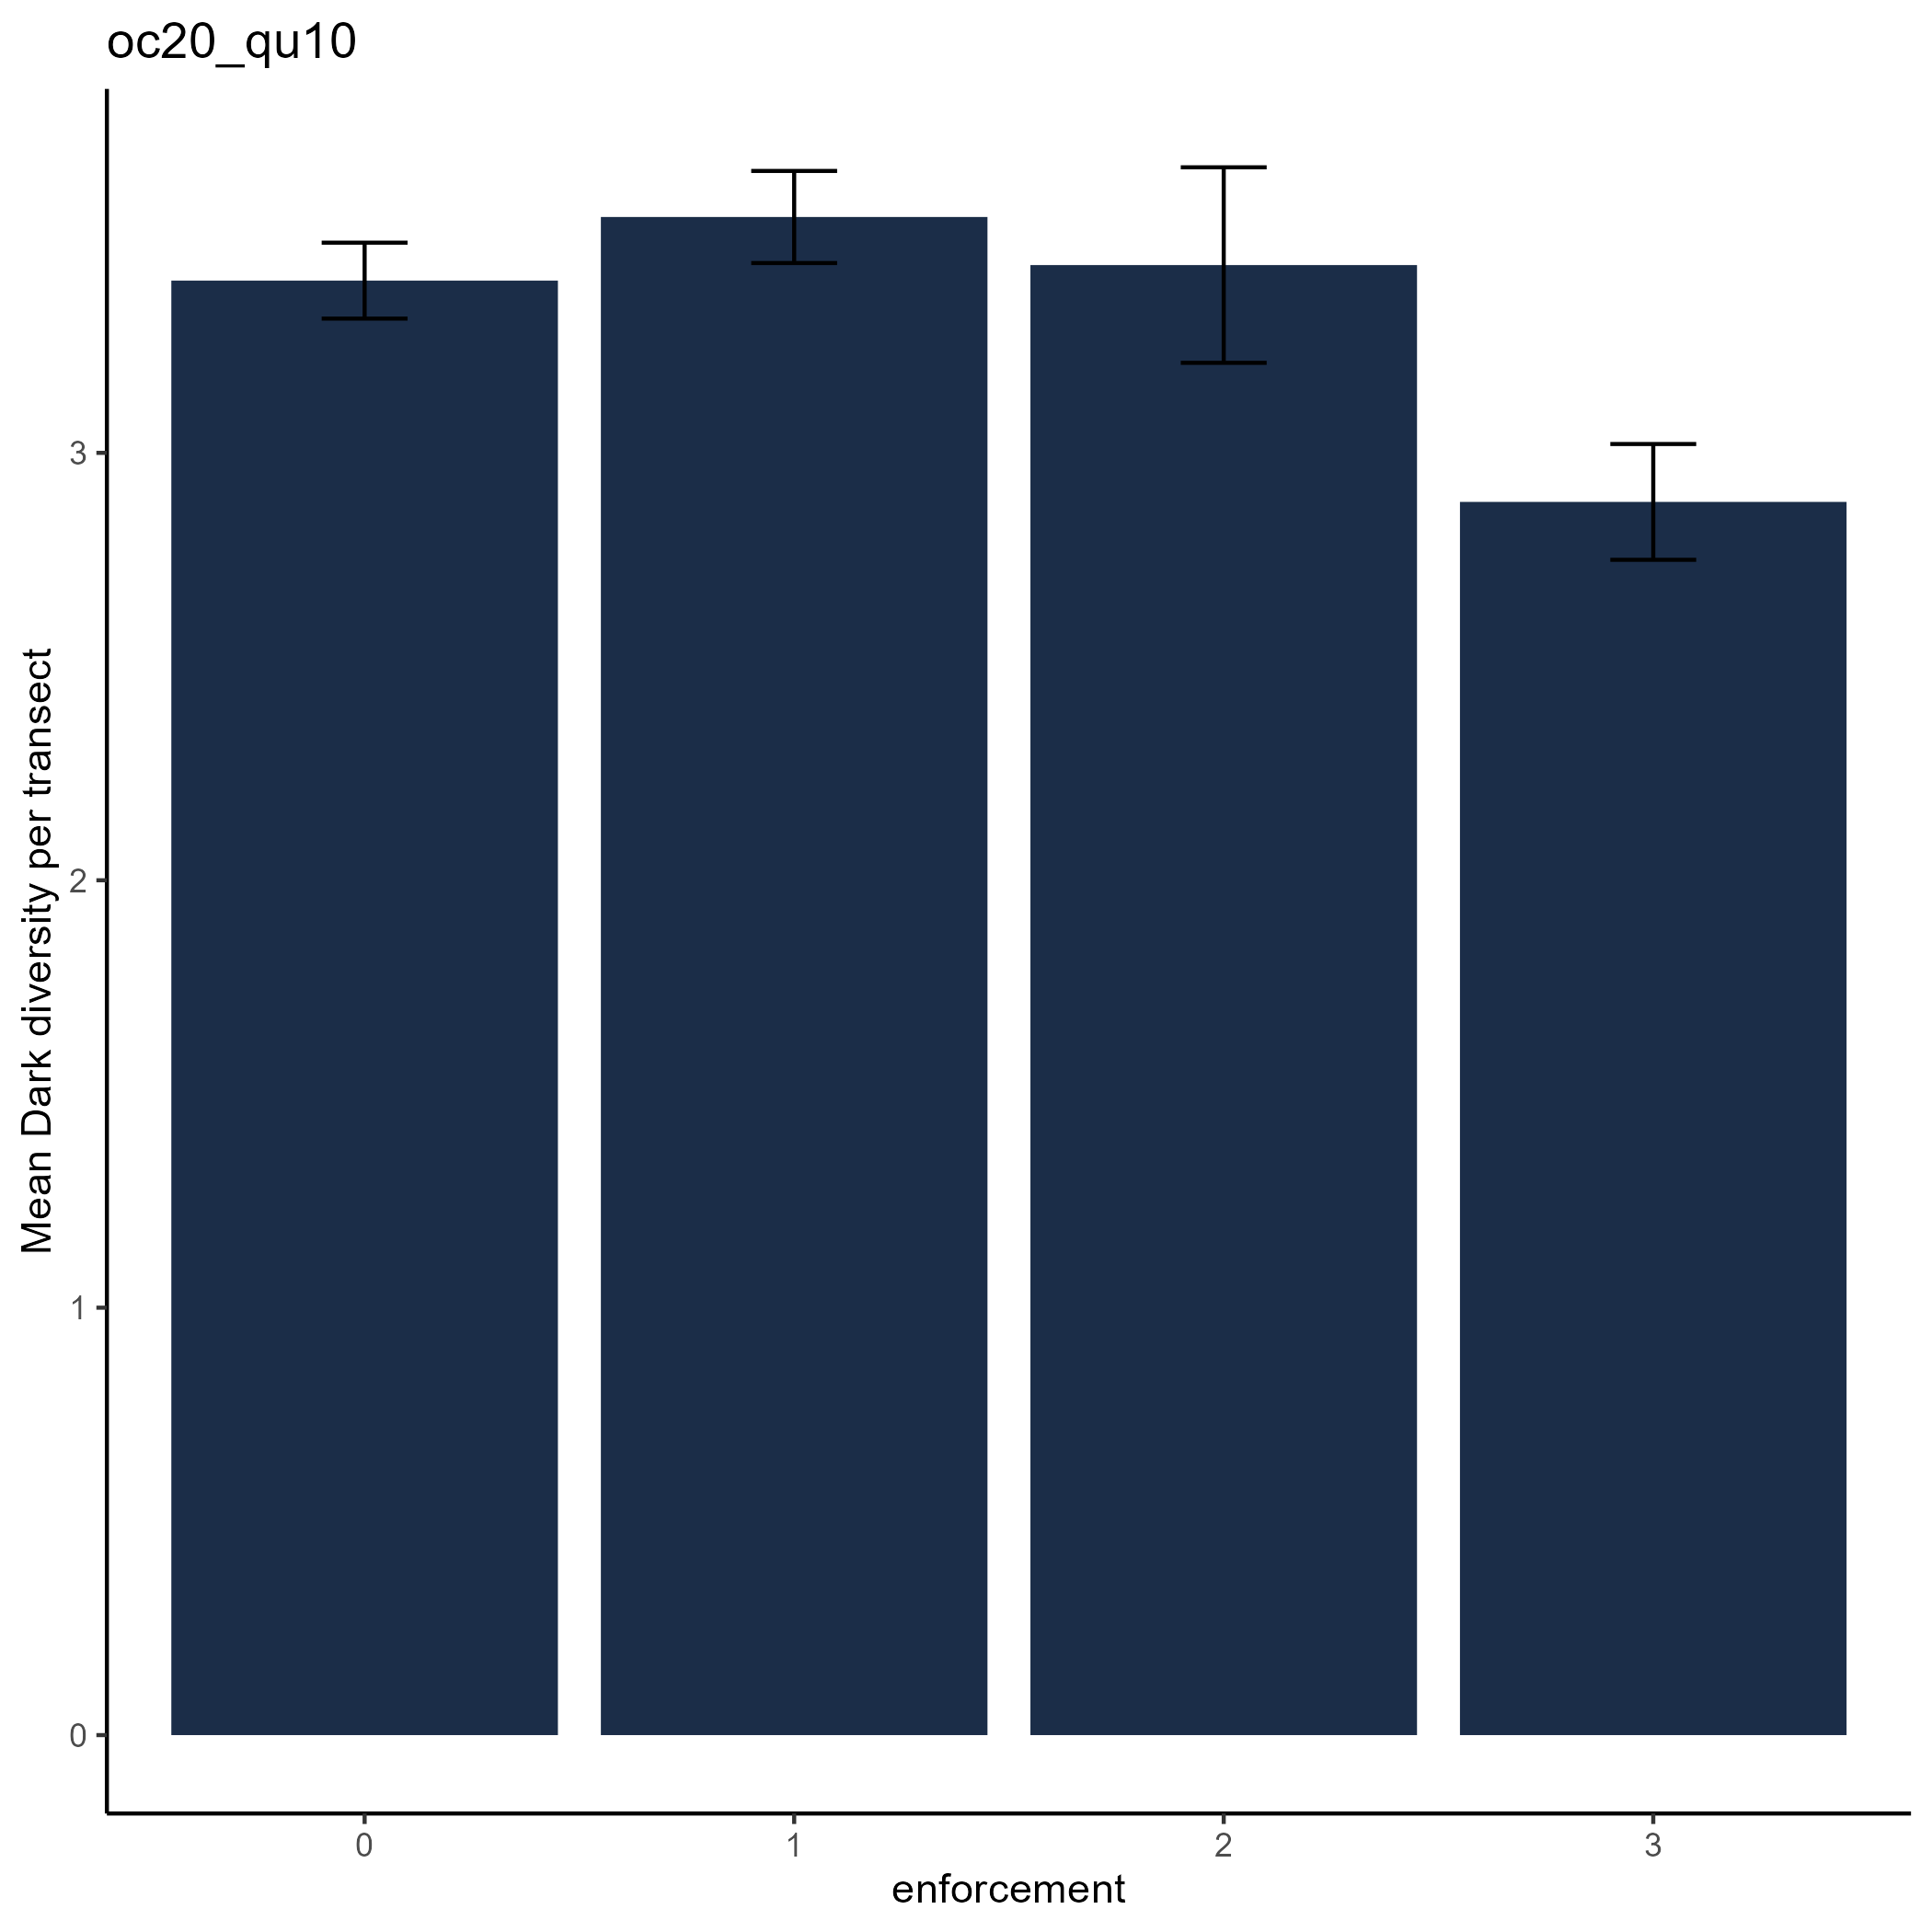 oc20_qu10
Mean Dark diversity per transect
3
2
1
0
0
1
2
3
enforcement